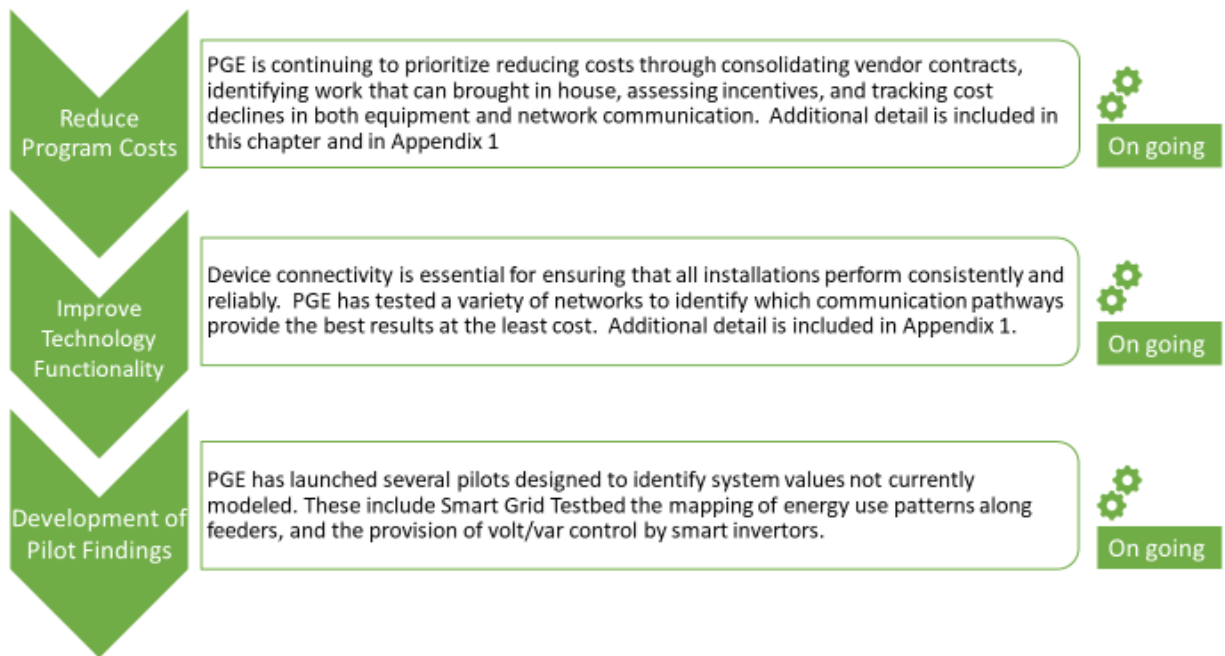 Reduce
Program Costs
PGE is continuing to prioritize reducing costs through consolidating vendor contracts,
identifying work that can brought in house, assessing incentives, and tracking cost
declines in both equipment and network communication.  Additional detail is included in
this chapter and in Appendix 1
On going
Improve
Technology
Functionality
Device connectivity is essential for ensuring that all installations perform consistently and
reliably.  PGE has tested a variety of networks to identify which communication pathways
provide the best results at the least cost.  Additional detail is included in Appendix 1.
On going
Development of
Pilot Findings
PGE has launched several pilots designed to identify system values not currently
modeled. These include Smart Grid Testbed the mapping of energy use patterns along
feeders, and the provision of volt/var control by smart invertors.
On going